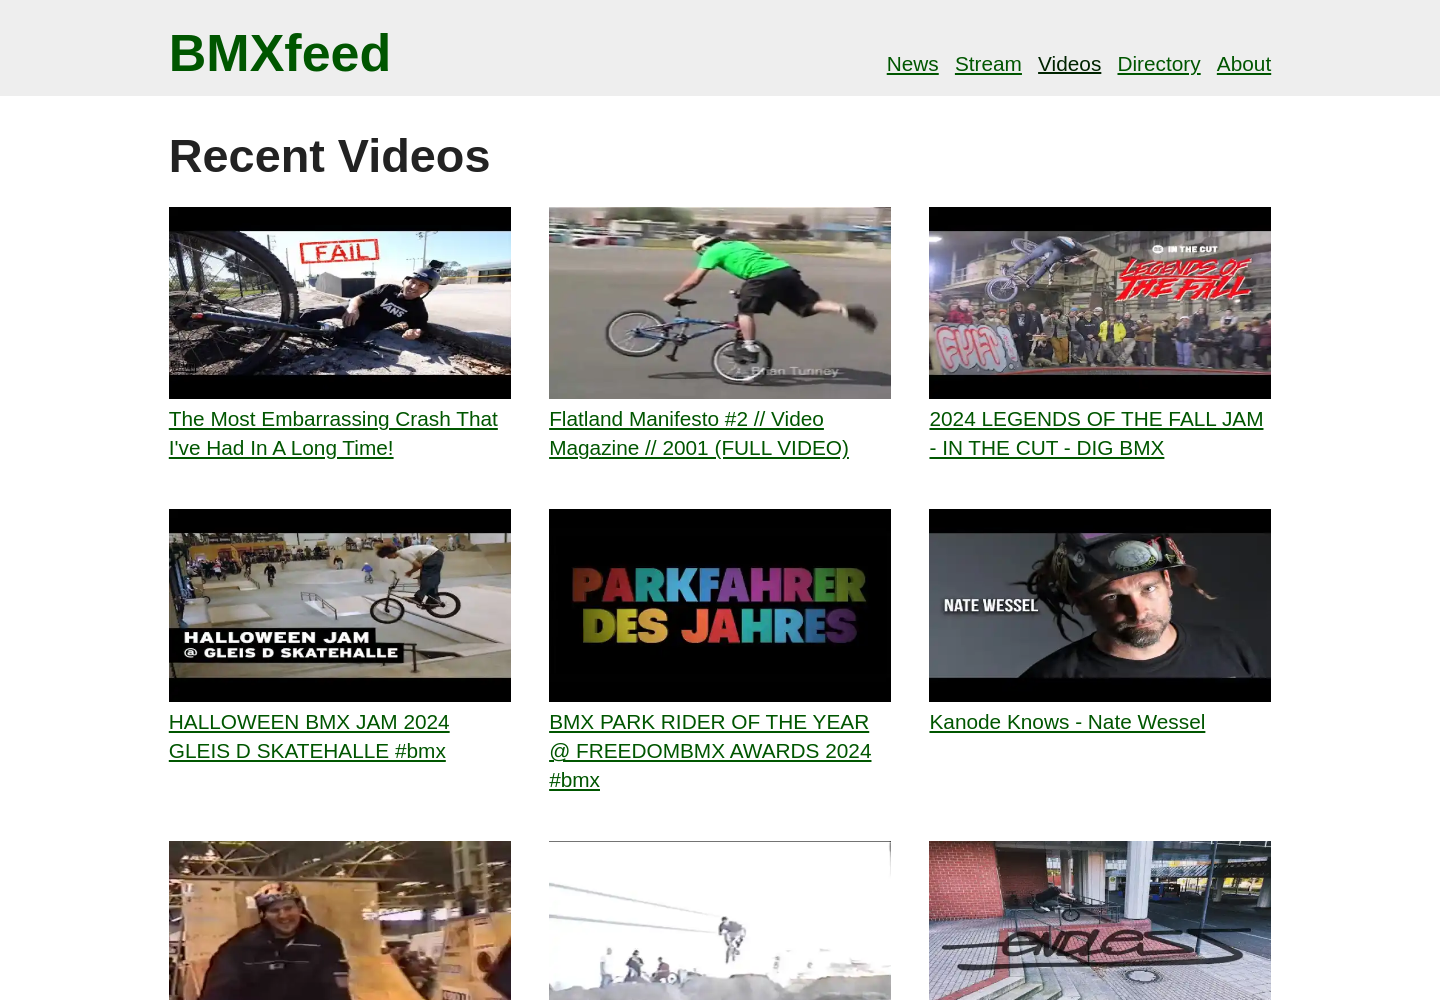 BMXfeed
News Stream Videos Directory About
Recent Videos
FAIL
VANS
Brian Tunney
IN THE CUT
LEGENDS OF
THE FALL
The Most Embarrassing Crash That
I've Had In A Long Time!
Flatland Manifesto #2 // Video
Magazine // 2001 (FULL VIDEO)
2024 LEGENDS OF THE FALL JAM
- IN THE CUT - DIG BMX
HALLOWEEN JAM
@ GLEIS D SKATEHALLE
PARKFAHRER
DES JAHRES
NATE WESSEL
HALLOWEEN BMX JAM 2024
GLEIS D SKATEHALLE #bmx
BMX PARK RIDER OF THE YEAR
@ FREEDOMBMX AWARDS 2024
#bmx
Kanode Knows - Nate Wessel